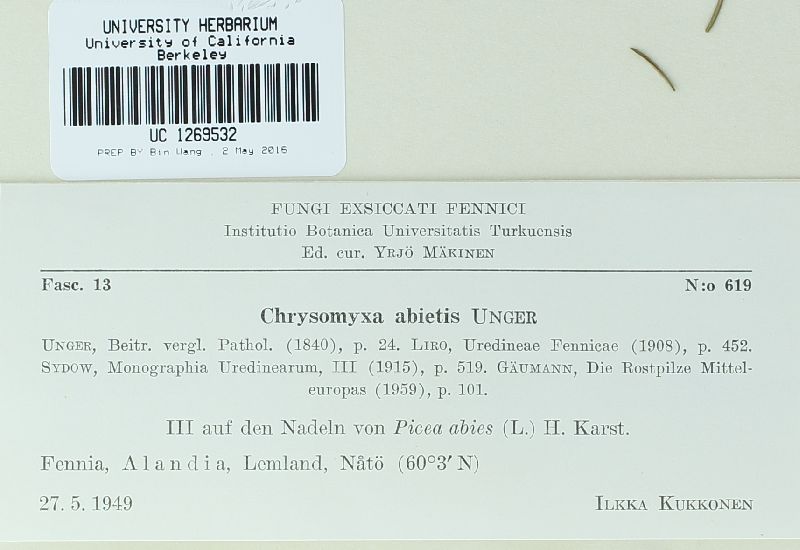 UNIVERSITY HERBARIUM
University of California
Berkeley
UC 1269532
PREP BY Bin Wang . 2 May 2016
FUNGI EXSICCATI FENNICI
Institutio Botanica Universitatis Turkuensis
Ed. cur. YRJÖ MÄKINEN
Fasc. 13 N:o 619
Chrysomyxa abietis UNGER
UNGER, Beitr. vergl. Pathol. (1840), p. 24. LIRO, Uredineae Fennicae (1908), p. 452.
SYDOW, Monographia Uredinearum, III (1915), p. 519. GÄUMANN, Die Rostpilze Mittel-
europas (1959), p. 101.
III auf den Nadeln von Picea abies (L.) H. Karst.
Fennia, Alandia, Lemland, Nåtö (60°3′ N)
27. 5. 1949 ILKKA KUKKONEN